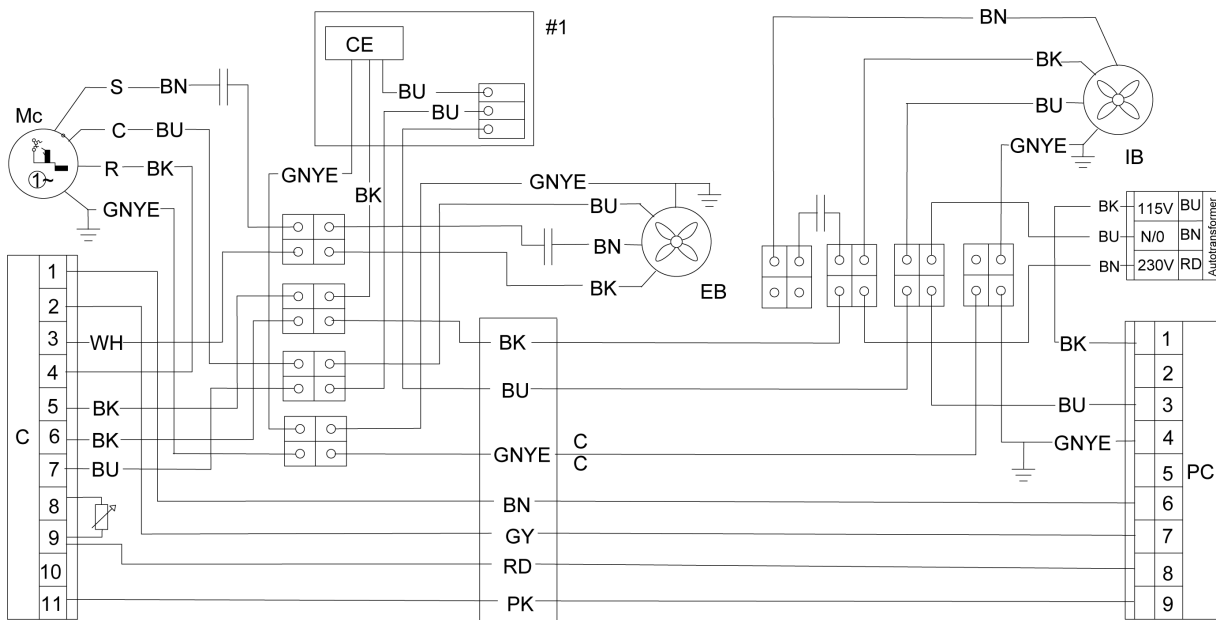 #1
CE
BU
BU
GNYE
BK
Mc
S BN
C BU
R BK
GNYE
1~
GNYE
BU
BN
BK
EB
BN
BK
BU
GNYE
IB
BK 115V BU
BU N/0 BN
BN 230V RD
Autotransformer
C
1
2
3 WH
4
5 BK
6 BK
7 BU
8
9
10
11
BK
BU
GNYE
BN
GY
RD
PK
C
C
BK 1
2
BU 3
GNYE 4
5
6
7
8
9
PC